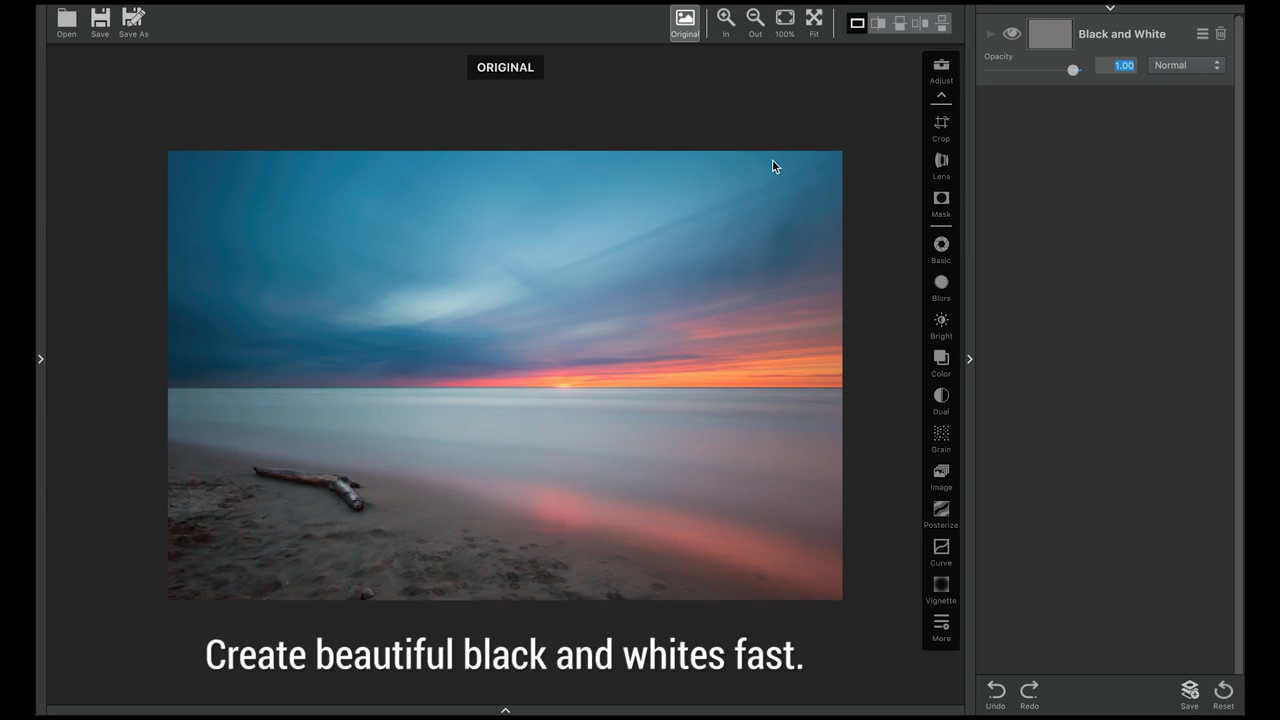 Open
Save
Save As
Original
In
Out
100%
Fit
ORIGINAL
Adjust
Crop
Lens
Mask
Basic
Blurs
Bright
Color
Dual
Grain
Image
Posterize
Curve
Vignette
More
Black and White
Opacity
1.00
Normal
Create beautiful black and whites fast.
Undo
Redo
Save
Reset